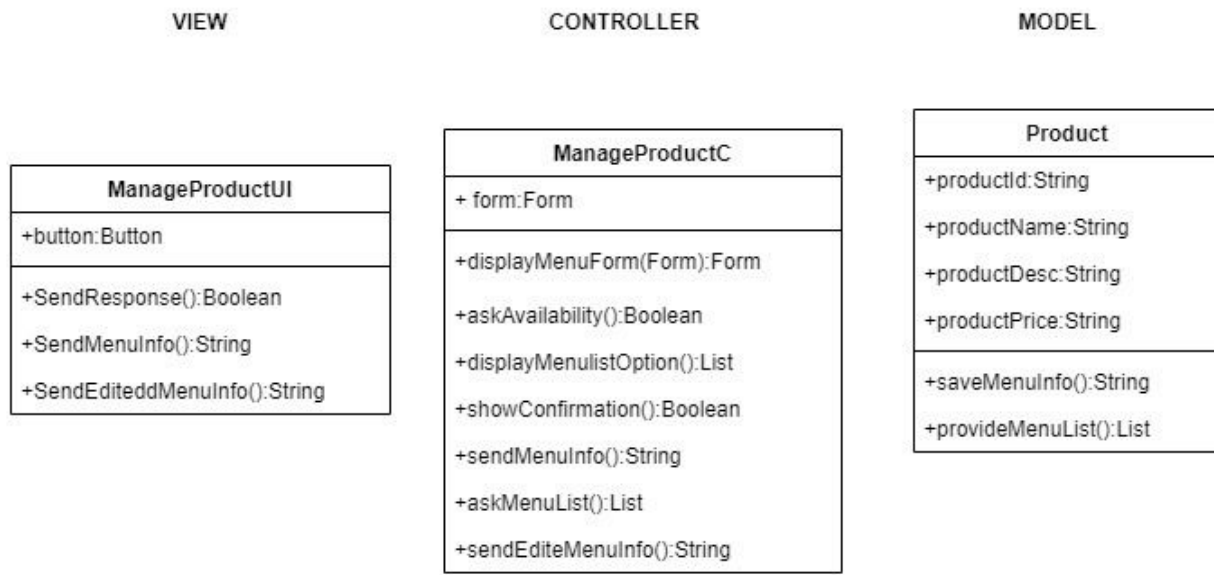 VIEW
CONTROLLER
MODEL
ManageProductUI
+button:Button
+SendResponse():Boolean
+SendMenuInfo():String
+SendEditeddMenuInfo():String
ManageProductC
+ form:Form
+displayMenuForm(Form):Form
+askAvailability():Boolean
+displayMenulistOption():List
+showConfirmation():Boolean
+sendMenuInfo():String
+askMenuList():List
+sendEditeMenuInfo():String
Product
+productId:String
+productName:String
+productDesc:String
+productPrice:String
+saveMenuInfo():String
+provideMenuList():List